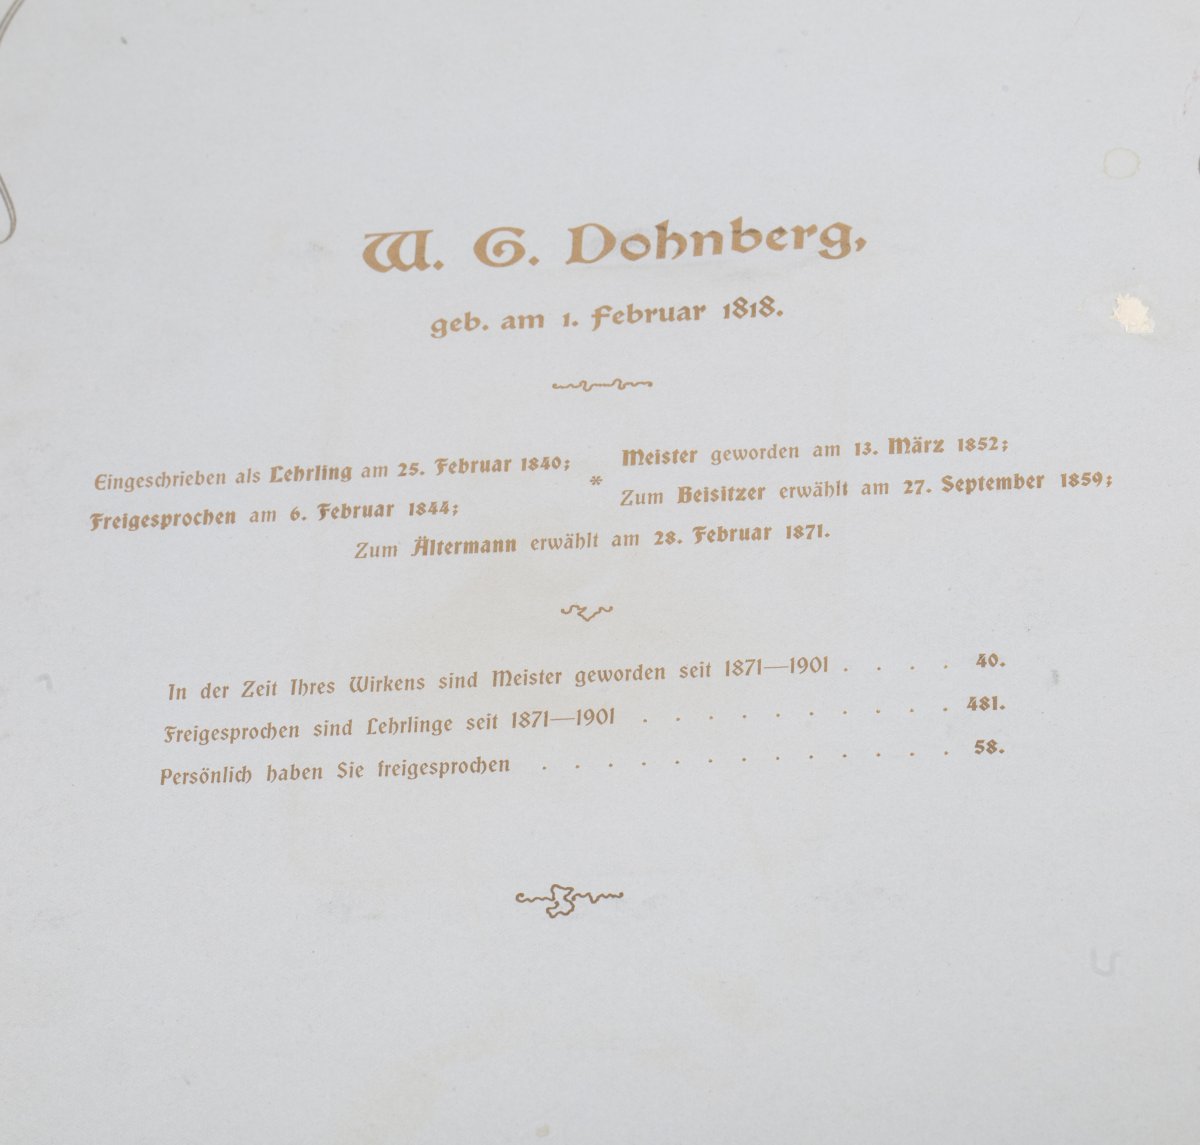 W. G. Dohnberg,
geb. am 1. Februar 1818.
Eingeschrieben als Lehrling am 25. Februar 1840;
Freigesprochen am 6. Februar 1844;
*
Meister geworden am 13. März 1852;
Zum Beisitzer erwählt am 27. September 1859;
Zum Ältermann erwählt am 28. Februar 1871.
In der Zeit Ihres Wirkens sind Meister geworden seit 1871—1901 . . . . 40.
Freigesprochen sind Lehrlinge seit 1871—1901 . . . . . . . . . . 481.
Persönlich haben Sie freigesprochen . . . . . . . . . . . . . 58.